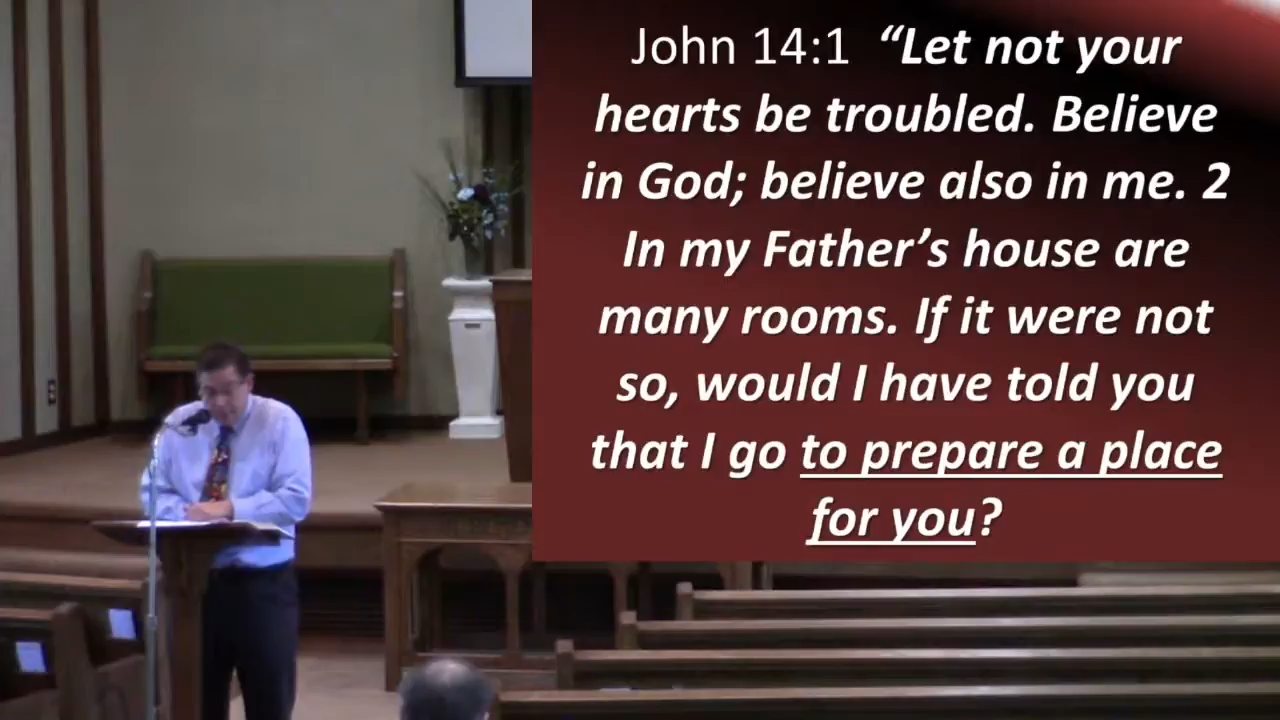 John 14:1 “Let not your
hearts be troubled. Believe
in God; believe also in me. 2
In my Father’s house are
many rooms. If it were not
so, would I have told you
that I go to prepare a place
for you?